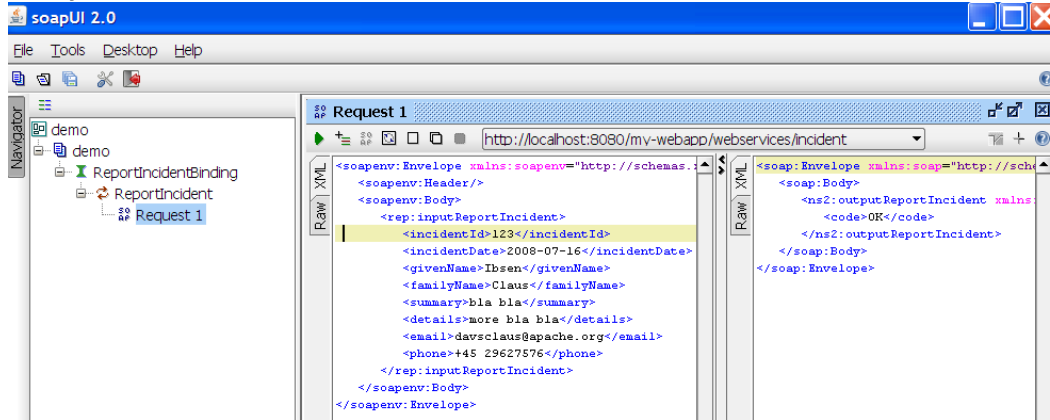 soapUI 2.0
File Tools Desktop Help
Navigator
demo
demo
ReportIncidentBinding
ReportIncident
Request 1
Request 1
http://localhost:8080/my-webapp/webservices/incident
XML
Raw
<soapenv:Envelope xmlns:soapenv="http://schemas.
<soapenv:Header/>
<soapenv:Body>
<rep:inputReportIncident>
<incidentId>123</incidentId>
<incidentDate>2008-07-16</incidentDate>
<givenName>Ibsen</givenName>
<familyName>Claus</familyName>
<summary>bla bla</summary>
<details>more bla bla</details>
<email>davsclaus@apache.org</email>
<phone>+45 29627576</phone>
</rep:inputReportIncident>
</soapenv:Body>
</soapenv:Envelope>
XML
Raw
<soap:Envelope xmlns:soap="http://sche
<soap:Body>
<ns2:outputReportIncident xmlns:
<code>OK</code>
</ns2:outputReportIncident>
</soap:Body>
</soap:Envelope>